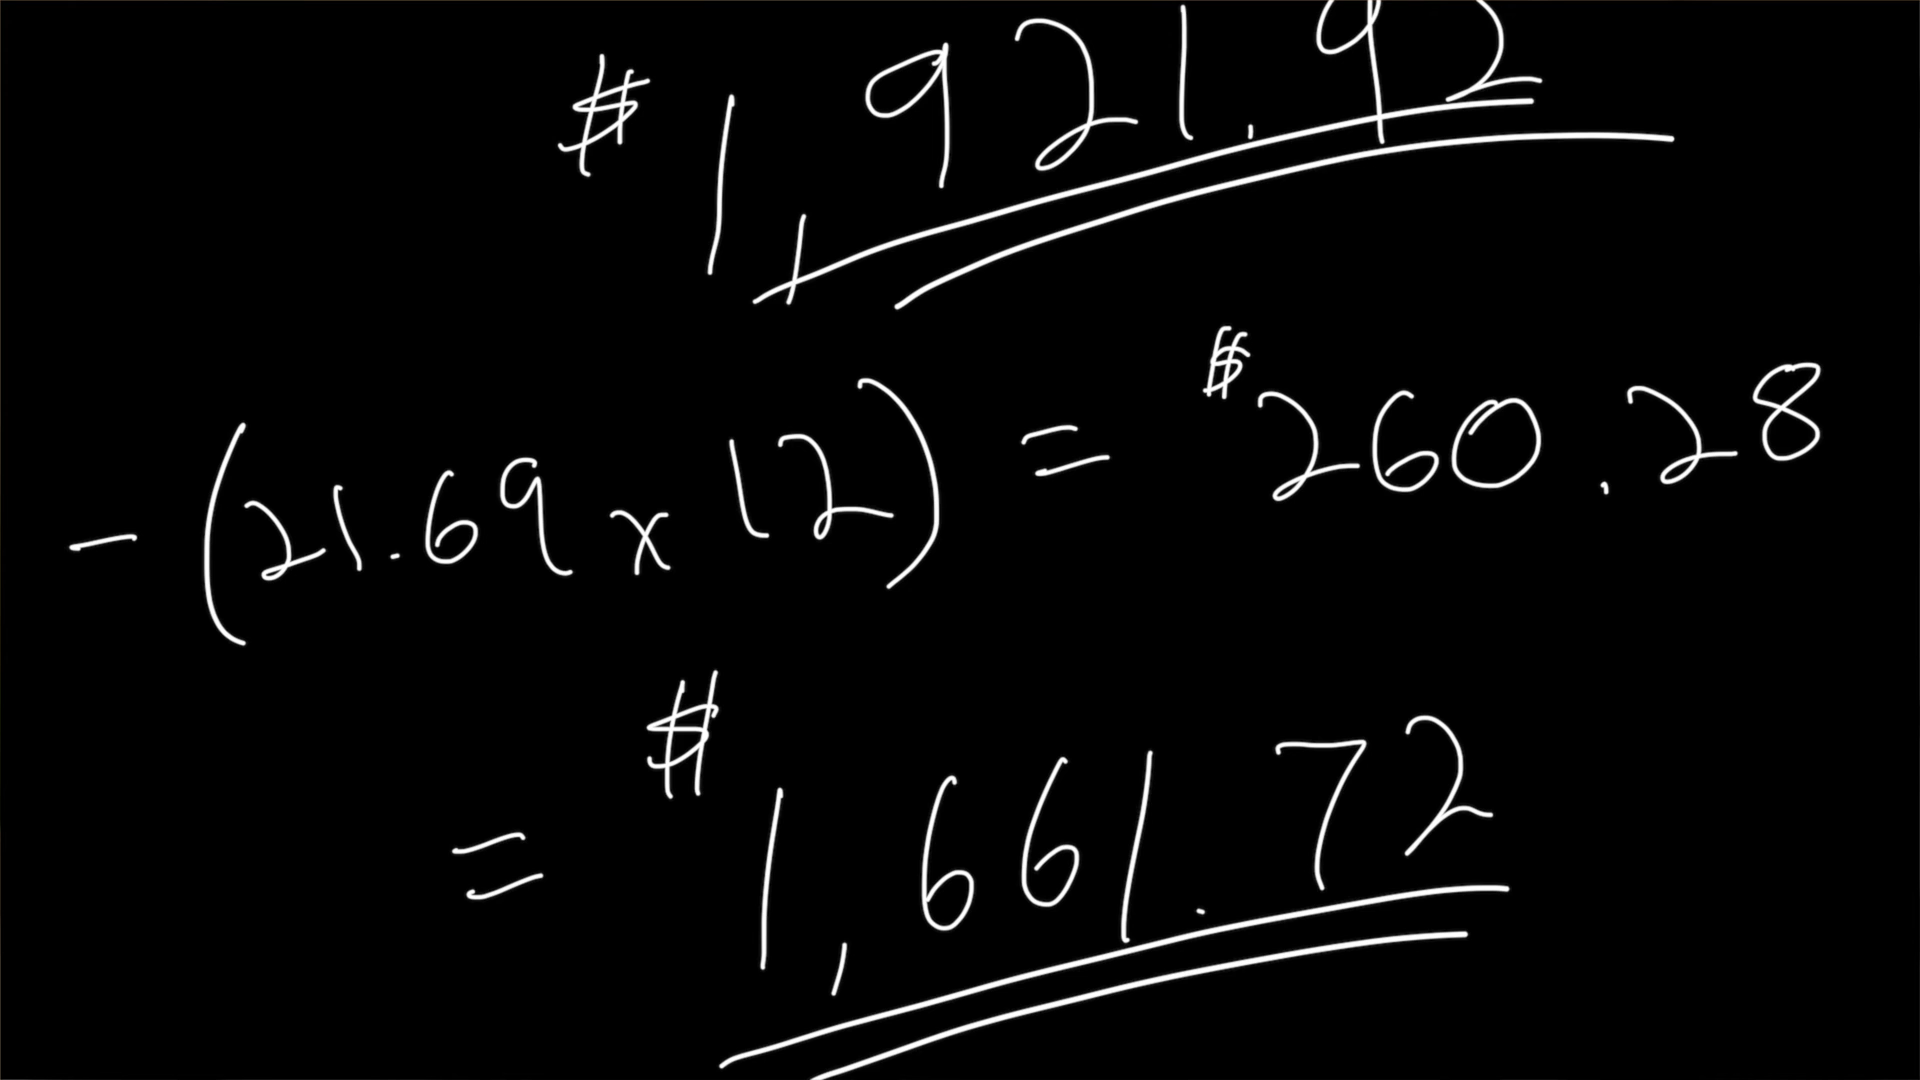 $1,921.92
- (21.69 x 12) = $260.28
= $1,661.72